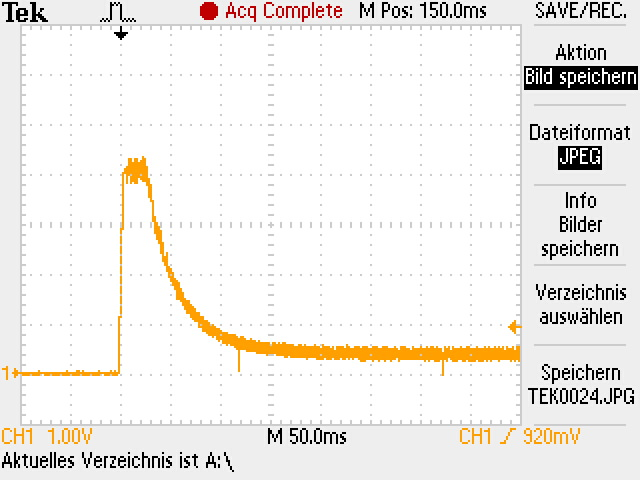 Tek
Acq Complete
M Pos: 150.0ms
SAVE/REC.
Aktion
Bild speichern
Dateiformat
JPEG
Info
Bilder
speichern
Verzeichnis
auswählen
Speichern
TEK0024.JPG
1
CH1 1.00V
M 50.0ms
CH1
920mV
Aktuelles Verzeichnis ist A:\